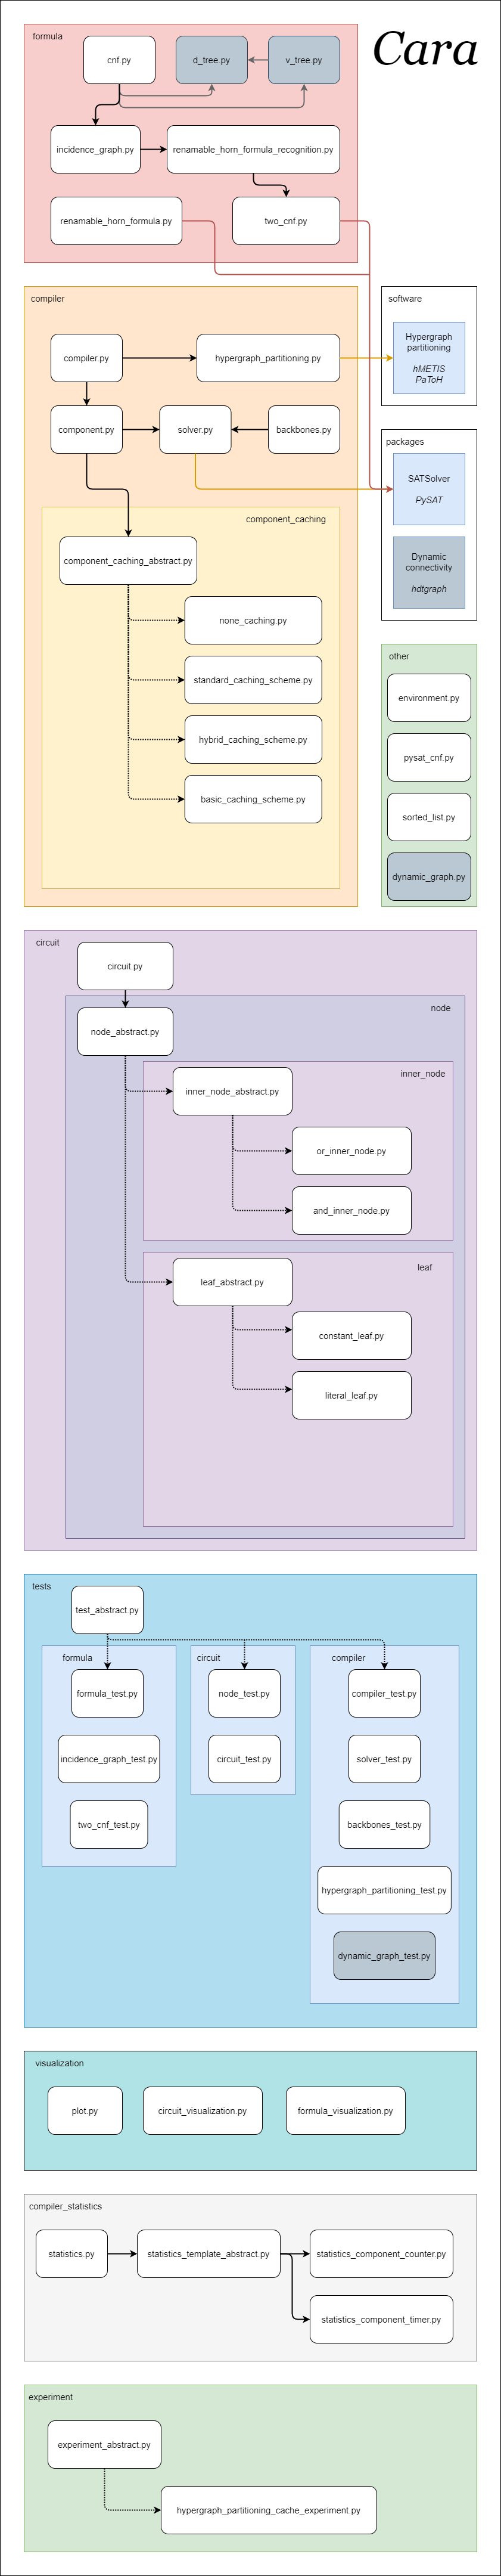 Cara
formula
cnf.py
d_tree.py
v_tree.py
incidence_graph.py
renamable_horn_formula_recognition.py
renamable_horn_formula.py
two_cnf.py
compiler
compiler.py
hypergraph_partitioning.py
component.py
solver.py
backbones.py
component_caching
component_caching_abstract.py
none_caching.py
standard_caching_scheme.py
hybrid_caching_scheme.py
basic_caching_scheme.py
software
Hypergraph
partitioning
hMETIS
PaToH
packages
SATSolver
PySAT
Dynamic
connectivity
hdtgraph
other
environment.py
pysat_cnf.py
sorted_list.py
dynamic_graph.py
circuit
circuit.py
node
node_abstract.py
inner_node
inner_node_abstract.py
or_inner_node.py
and_inner_node.py
leaf
leaf_abstract.py
constant_leaf.py
literal_leaf.py
tests
test_abstract.py
formula
formula_test.py
incidence_graph_test.py
two_cnf_test.py
circuit
node_test.py
circuit_test.py
compiler
compiler_test.py
solver_test.py
backbones_test.py
hypergraph_partitioning_test.py
dynamic_graph_test.py
visualization
plot.py
circuit_visualization.py
formula_visualization.py
compiler_statistics
statistics.py
statistics_template_abstract.py
statistics_component_counter.py
statistics_component_timer.py
experiment
experiment_abstract.py
hypergraph_partitioning_cache_experiment.py